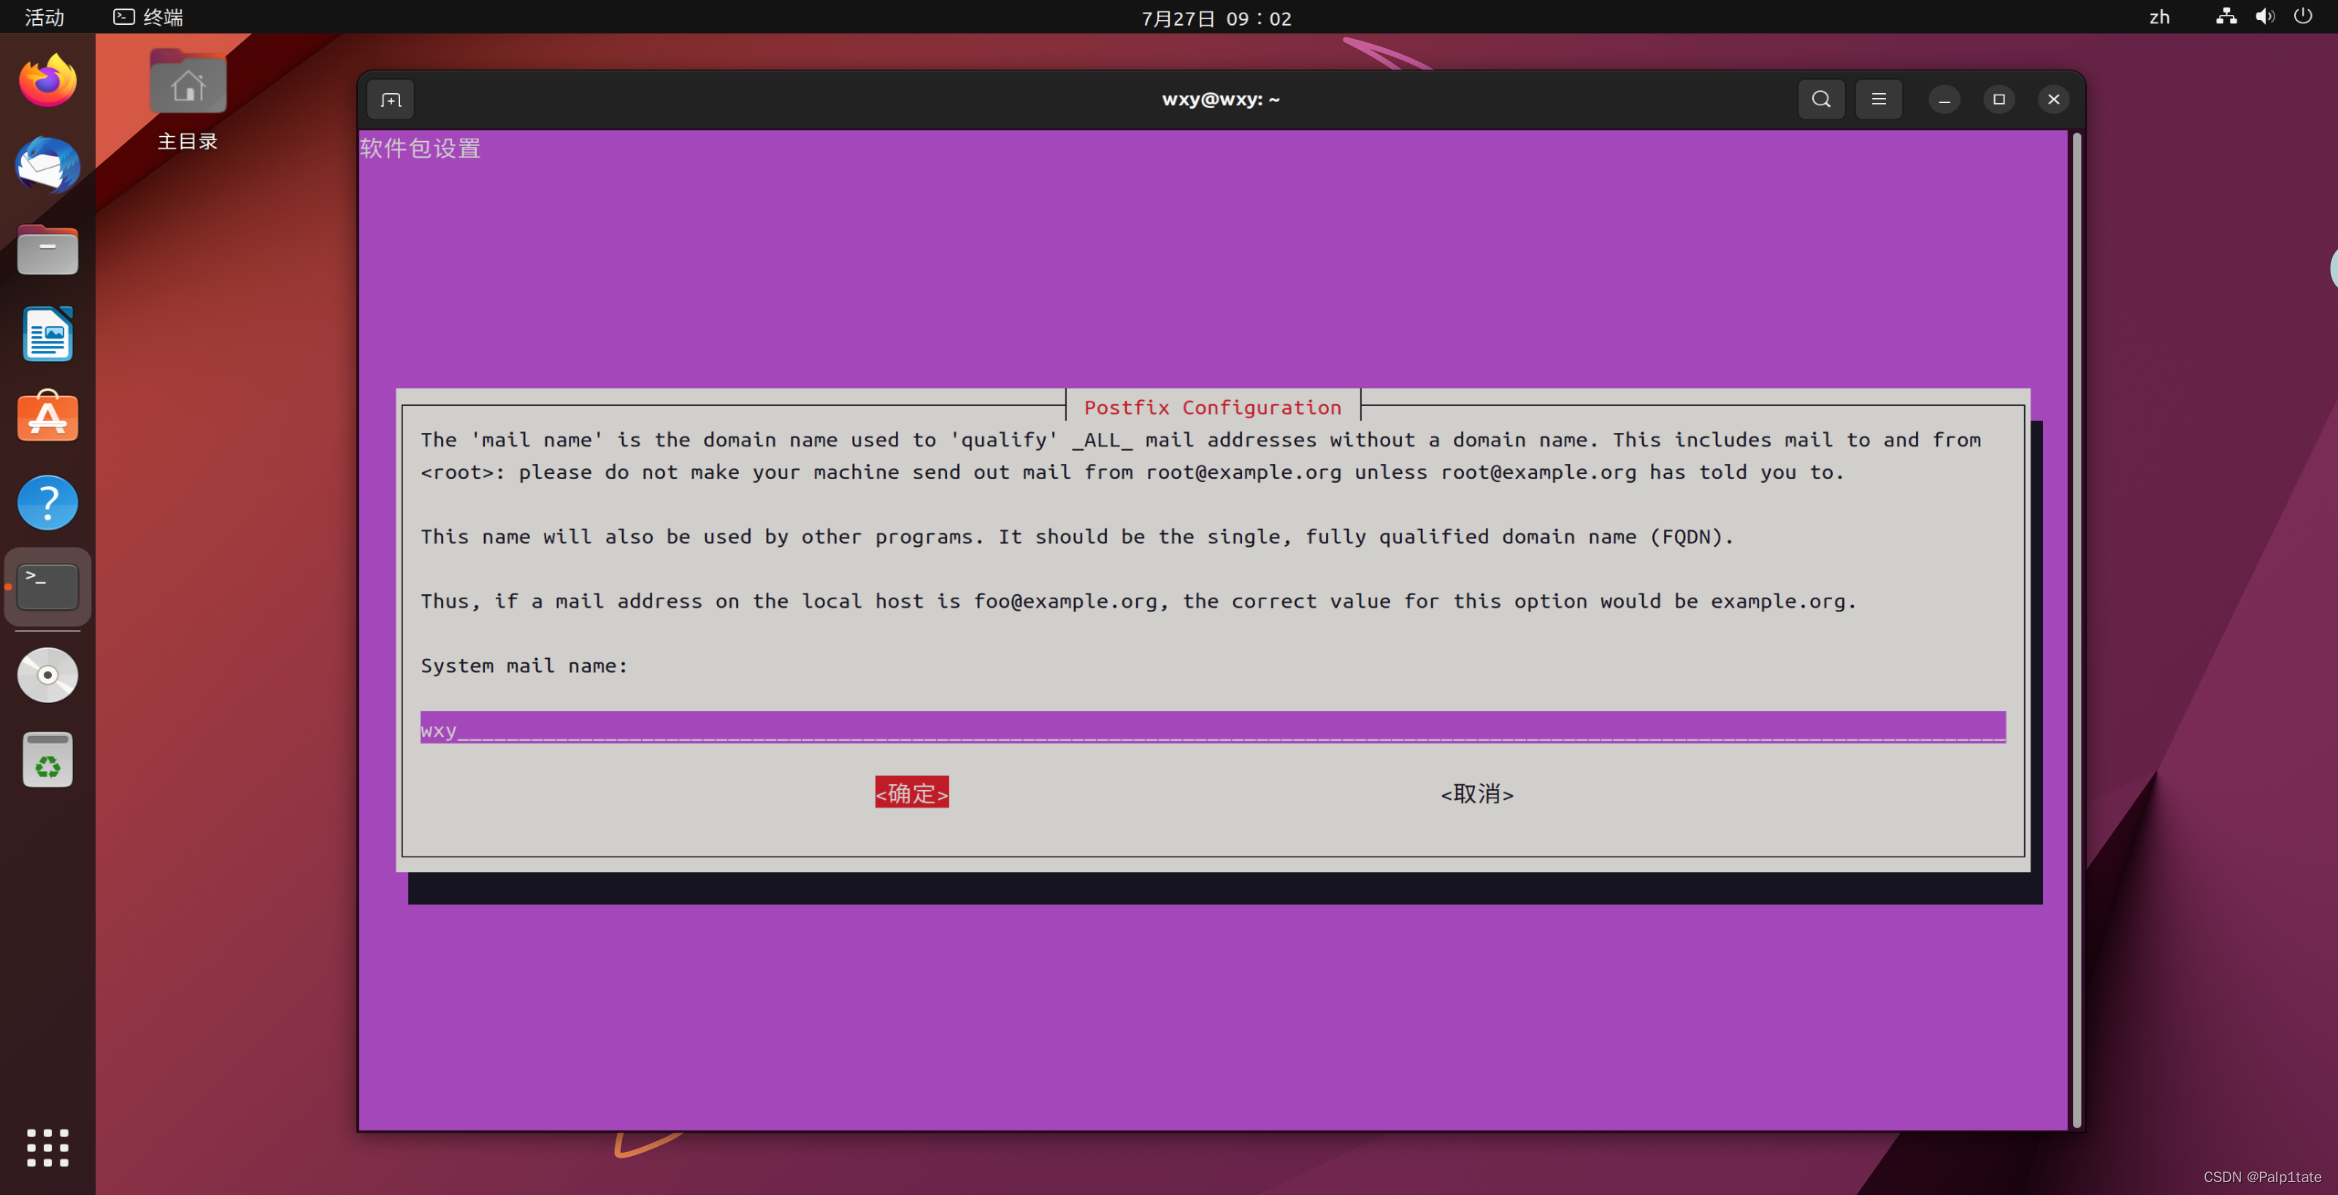 活动
终端
7月27日 09：02
zh
主目录
wxy@wxy: ~
软件包设置
Postfix Configuration
The 'mail name' is the domain name used to 'qualify' _ALL_ mail addresses without a domain name. This includes mail to and from
<root>: please do not make your machine send out mail from root@example.org unless root@example.org has told you to.
This name will also be used by other programs. It should be the single, fully qualified domain name (FQDN).
Thus, if a mail address on the local host is foo@example.org, the correct value for this option would be example.org.
System mail name:
wxy
<确定>
<取消>
CSDN @Palp1tate